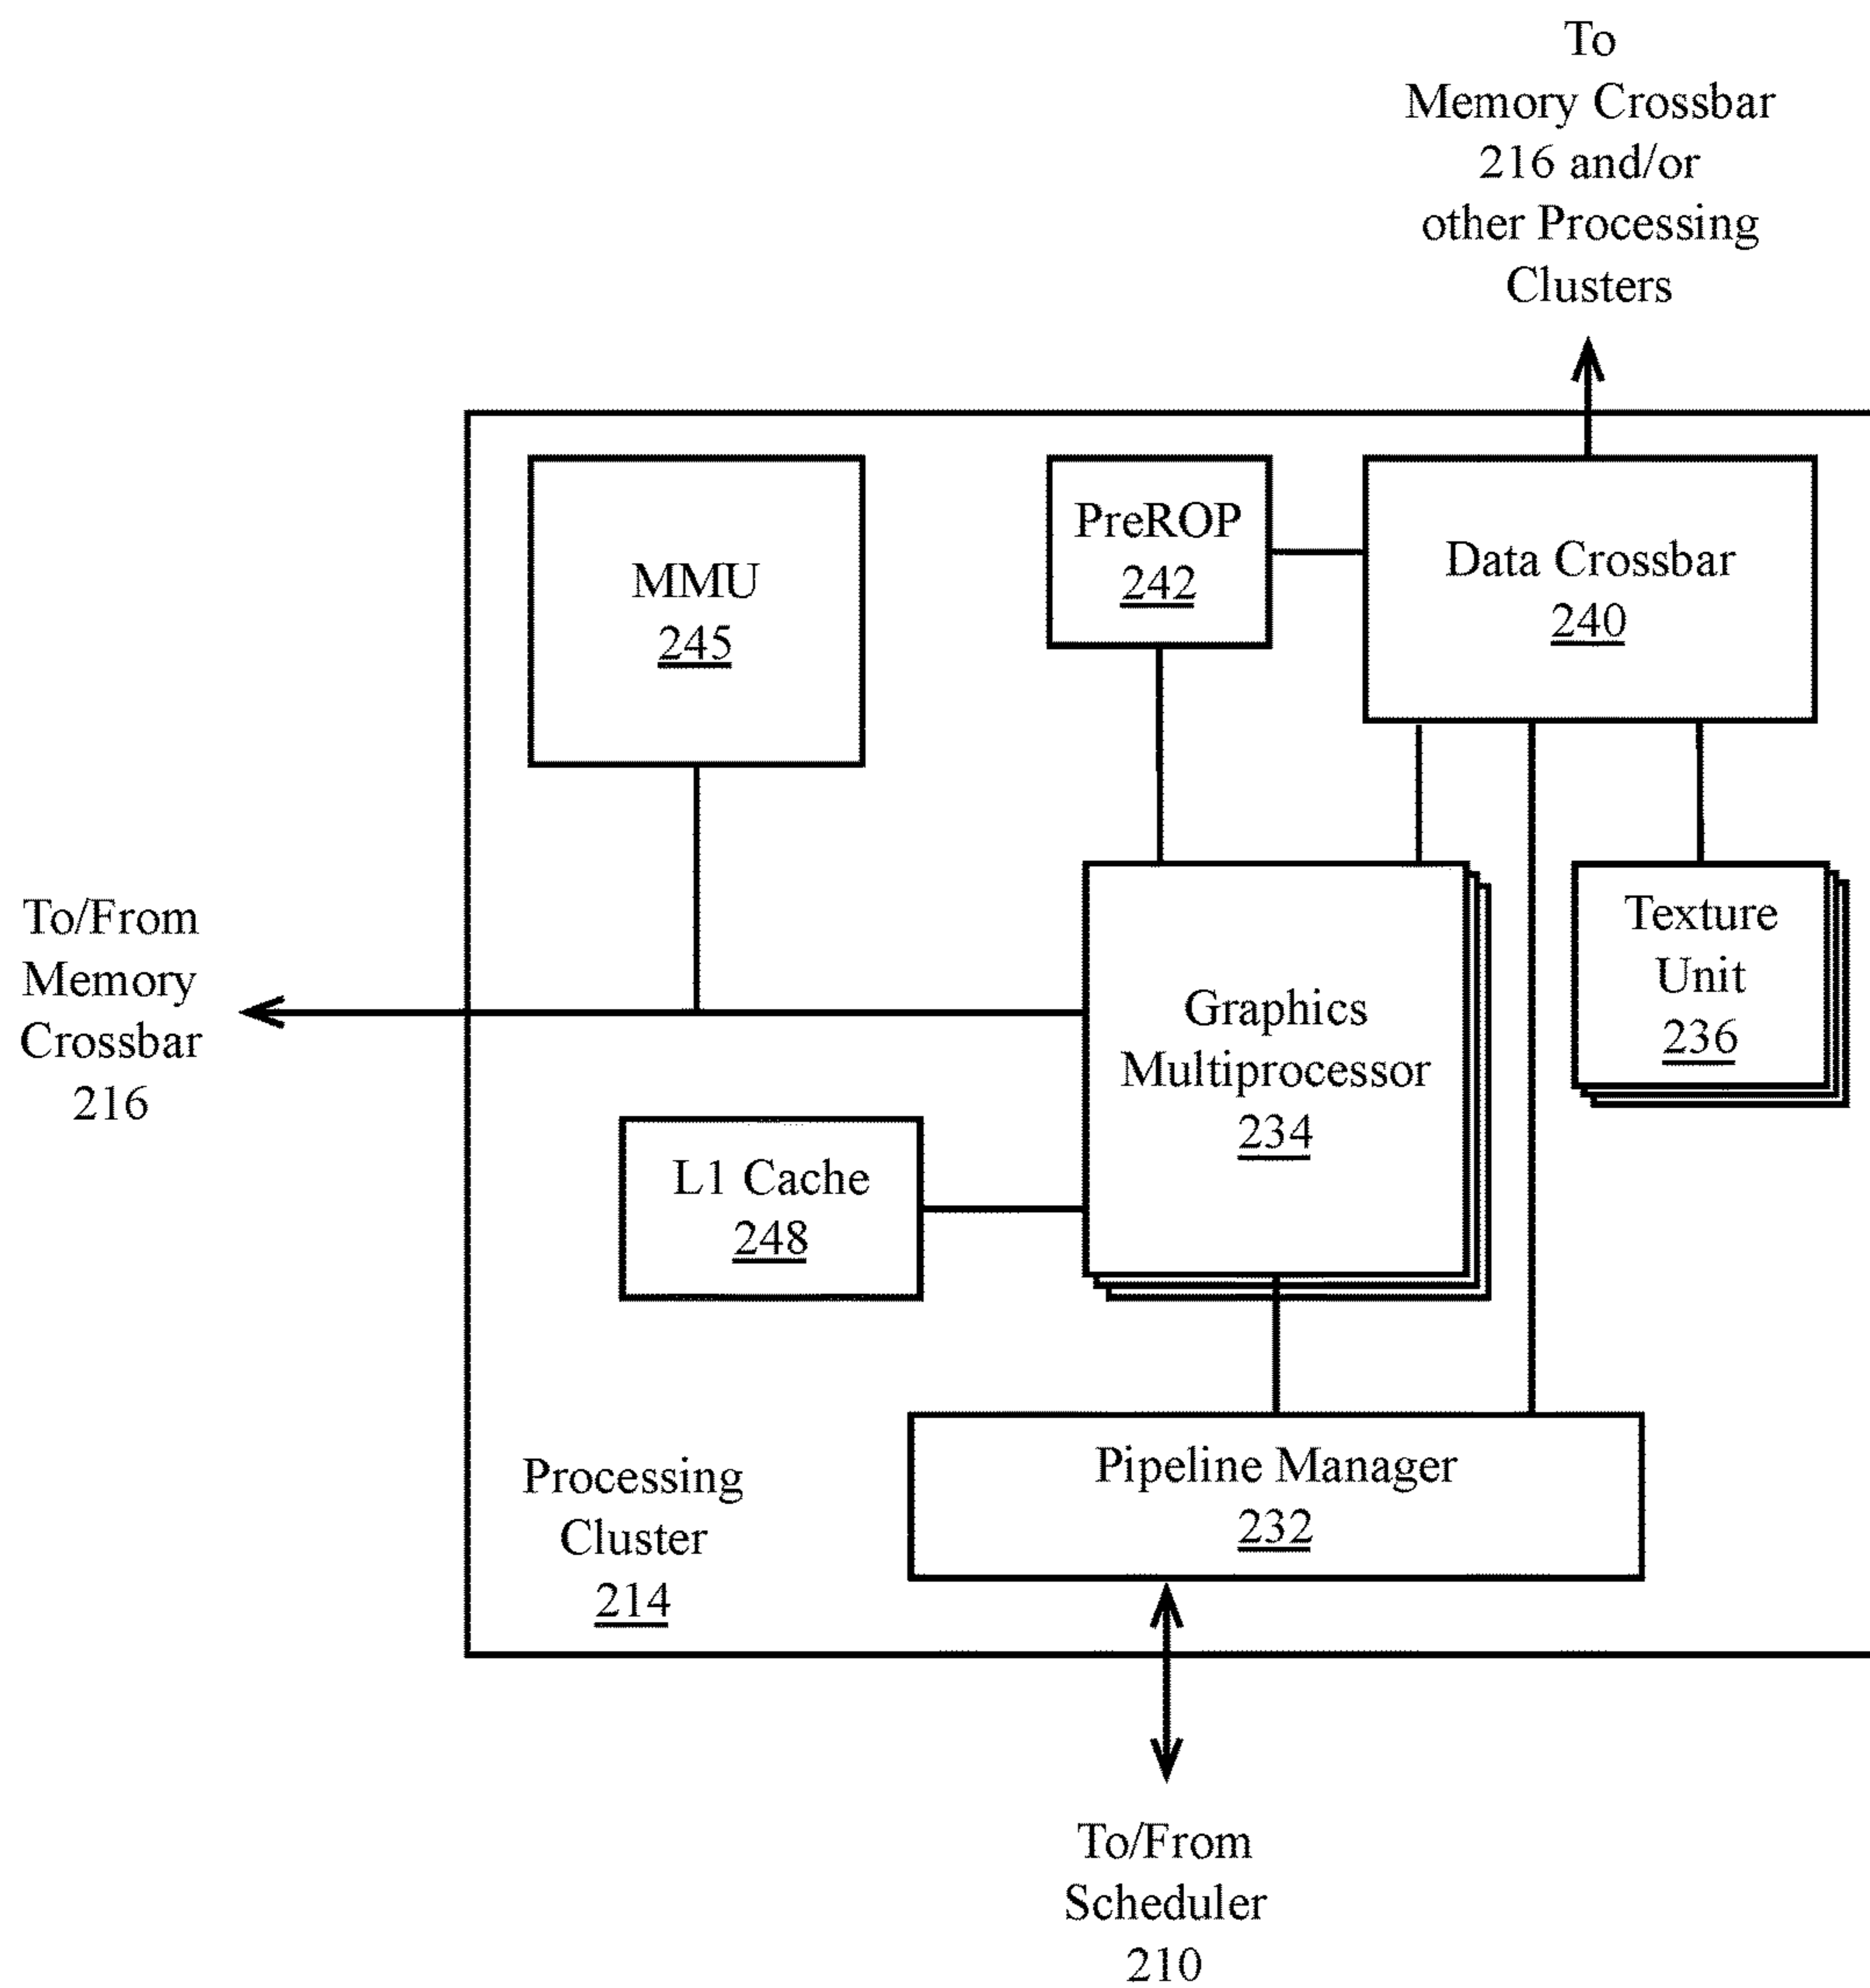 To
Memory Crossbar
216 and/or
other Processing
Clusters
MMU
245
PreROP
242
Data Crossbar
240
To/From
Memory
Crossbar
216
Graphics
Multiprocessor
234
Texture
Unit
236
L1 Cache
248
Processing
Cluster
214
Pipeline Manager
232
To/From
Scheduler
210